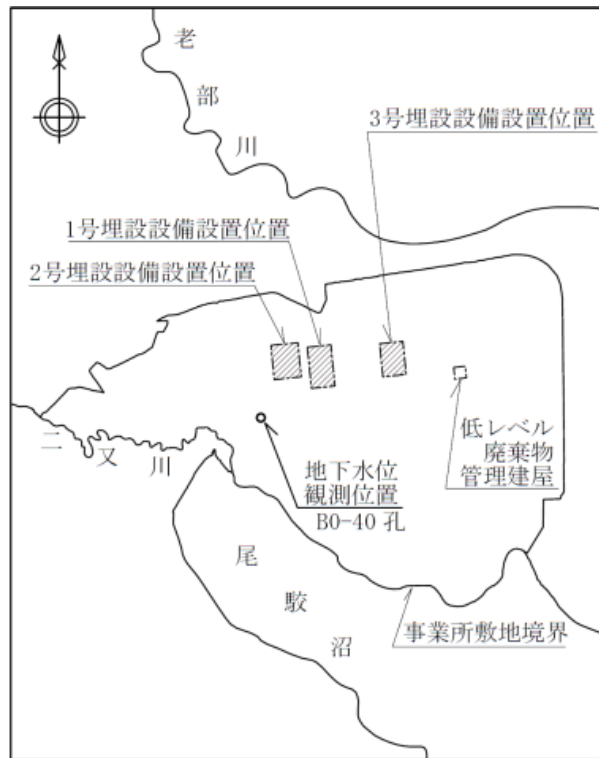 老部川
3号埋設設備設置位置
1号埋設設備設置位置
2号埋設設備設置位置
低レベル
廃棄物
管理建屋
二又川
地下水位
観測位置
B0-40 孔
尾駮沼
事業所敷地境界